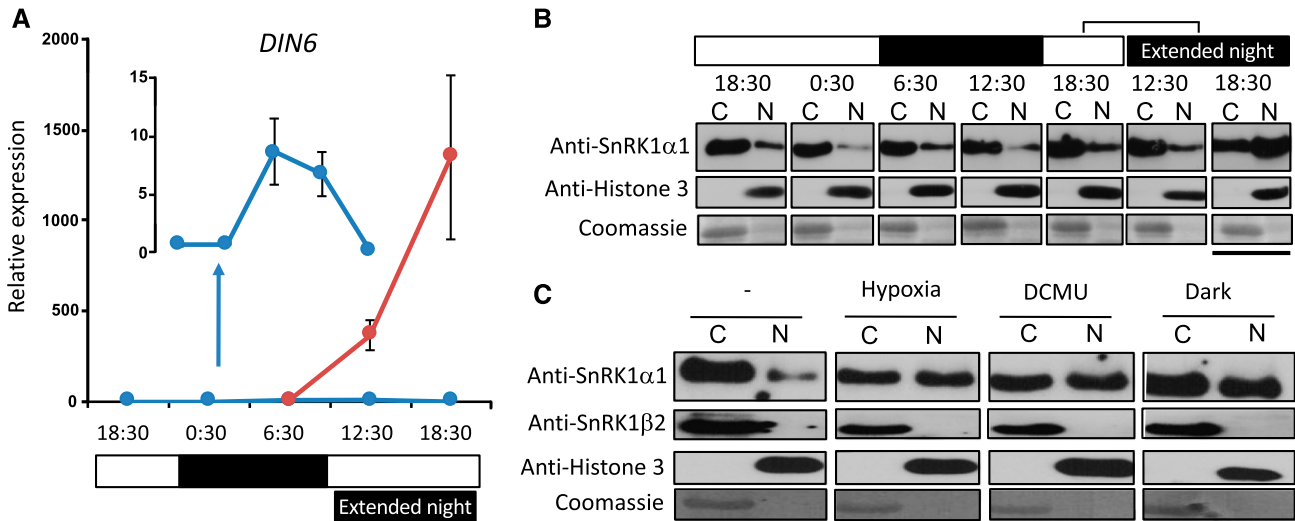 A
DIN6
Relative expression
2000
1500
1000
500
0
15
10
5
0
18:30 0:30 6:30 12:30 18:30
Extended night
B
Extended night
18:30 0:30 6:30 12:30 18:30 12:30 18:30
C N C N C N C N C N C N C N
Anti-SnRK1α1
Anti-Histone 3
Coomassie
C
- Hypoxia DCMU Dark
C N C N C N C N
Anti-SnRK1α1
Anti-SnRK1β2
Anti-Histone 3
Coomassie